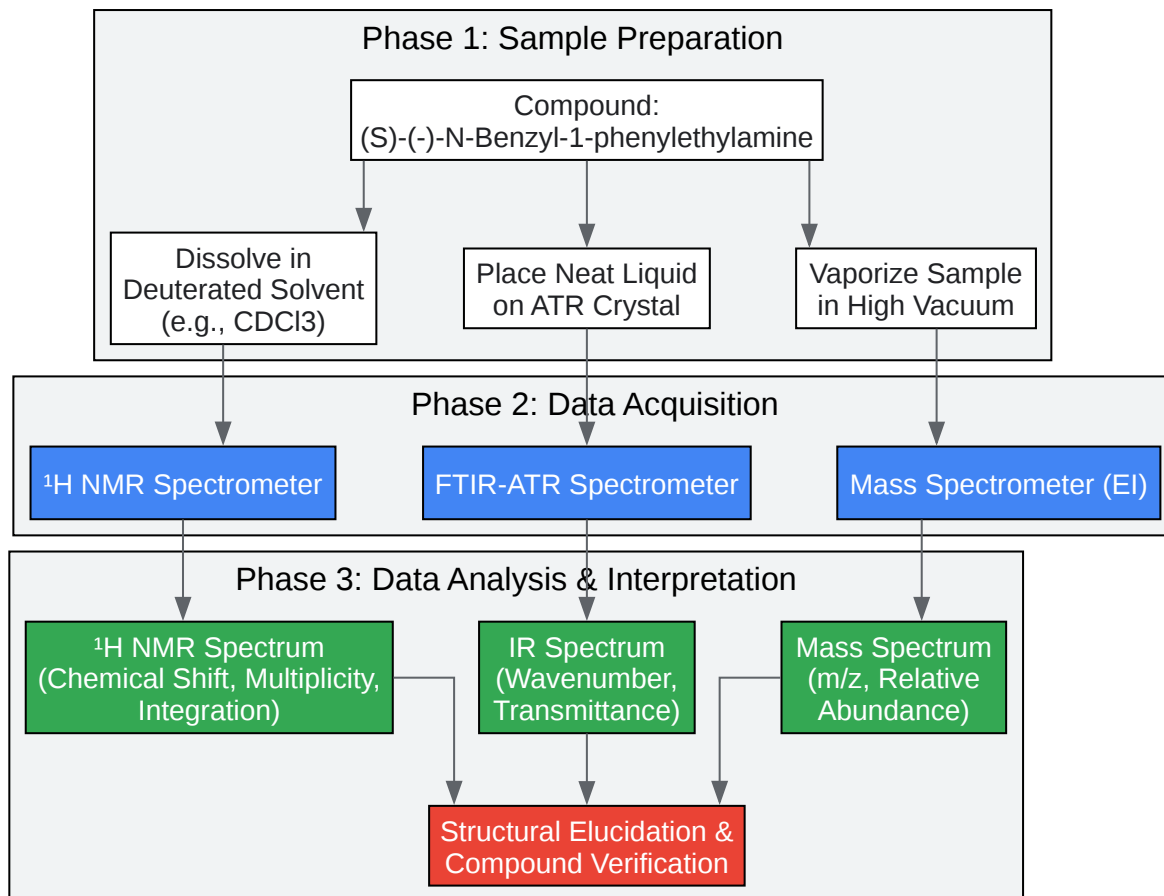 Phase 1: Sample Preparation
Compound:
(S)-(-)-N-Benzyl-1-phenylethylamine
Dissolve in
Deuterated Solvent
(e.g., CDCl3)
Place Neat Liquid
on ATR Crystal
Vaporize Sample
in High Vacuum
Phase 2: Data Acquisition
¹H NMR Spectrometer
FTIR-ATR Spectrometer
Mass Spectrometer (EI)
Phase 3: Data Analysis & Interpretation
¹H NMR Spectrum
(Chemical Shift, Multiplicity,
Integration)
IR Spectrum
(Wavenumber,
Transmittance)
Mass Spectrum
(m/z, Relative
Abundance)
Structural Elucidation &
Compound Verification